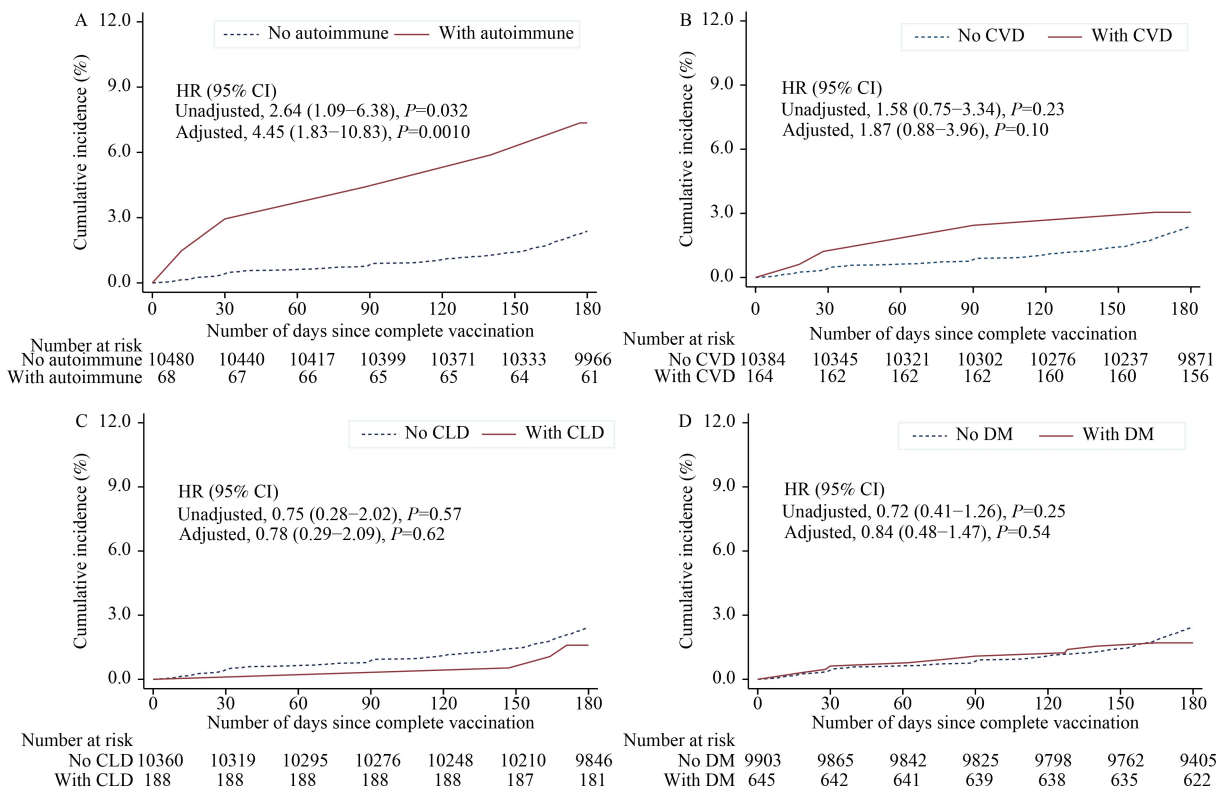 A
No autoimmune
With autoimmune
HR (95% CI)
Unadjusted, 2.64 (1.09−6.38), P=0.032
Adjusted, 4.45 (1.83−10.83), P=0.0010
Cumulative incidence (%)
12.0
9.0
6.0
3.0
0.0
0 30 60 90 120 150 180
Number of days since complete vaccination
Number at risk
No autoimmune 10480 10440 10417 10399 10371 10333 9966
With autoimmune 68 67 66 65 65 64 61
B
No CVD
With CVD
HR (95% CI)
Unadjusted, 1.58 (0.75−3.34), P=0.23
Adjusted, 1.87 (0.88−3.96), P=0.10
Cumulative incidence (%)
12.0
9.0
6.0
3.0
0.0
0 30 60 90 120 150 180
Number of days since complete vaccination
Number at risk
No CVD 10384 10345 10321 10302 10276 10237 9871
With CVD 164 162 162 162 160 160 156
C
No CLD
With CLD
HR (95% CI)
Unadjusted, 0.75 (0.28−2.02), P=0.57
Adjusted, 0.78 (0.29−2.09), P=0.62
Cumulative incidence (%)
12.0
9.0
6.0
3.0
0.0
0 30 60 90 120 150 180
Number of days since complete vaccination
Number at risk
No CLD 10360 10319 10295 10276 10248 10210 9846
With CLD 188 188 188 188 188 187 181
D
No DM
With DM
HR (95% CI)
Unadjusted, 0.72 (0.41−1.26), P=0.25
Adjusted, 0.84 (0.48−1.47), P=0.54
Cumulative incidence (%)
12.0
9.0
6.0
3.0
0.0
0 30 60 90 120 150 180
Number of days since complete vaccination
Number at risk
No DM 9903 9865 9842 9825 9798 9762 9405
With DM 645 642 641 639 638 635 622